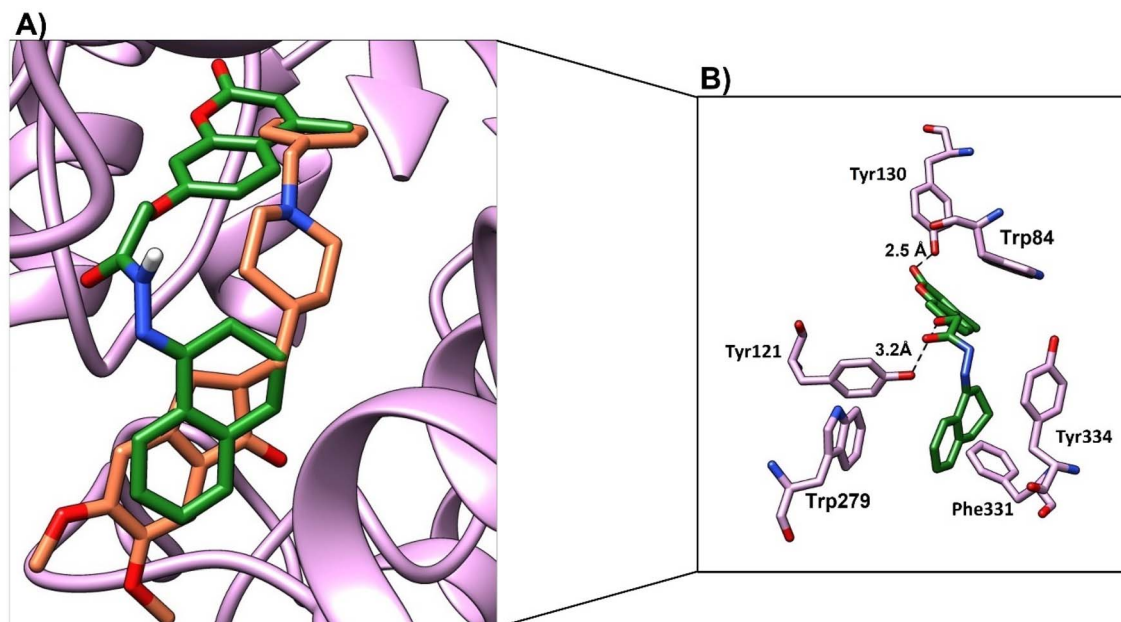 A)
B)
Tyr130
Trp84
2.5 Å
Tyr121
3.2Å
Tyr334
Trp279
Phe331